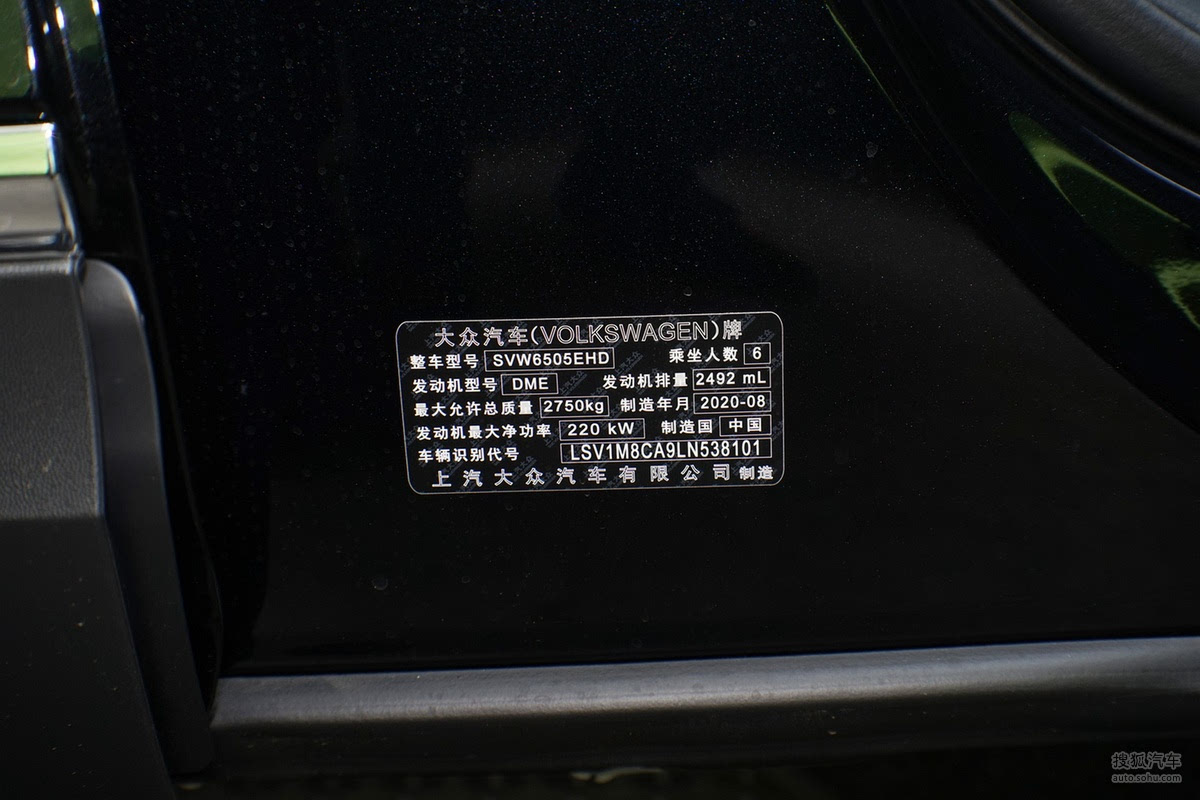 大众汽车(VOLKSWAGEN)牌
整车型号 SVW6505EHD 乘坐人数 6
发动机型号 DME 发动机排量 2492 mL
最大允许总质量 2750kg 制造年月 2020-08
发动机最大净功率 220 kW 制造国 中国
车辆识别代号 LSV1M8CA9LN538101
上汽大众汽车有限公司制造
搜狐汽车
auto.sohu.com